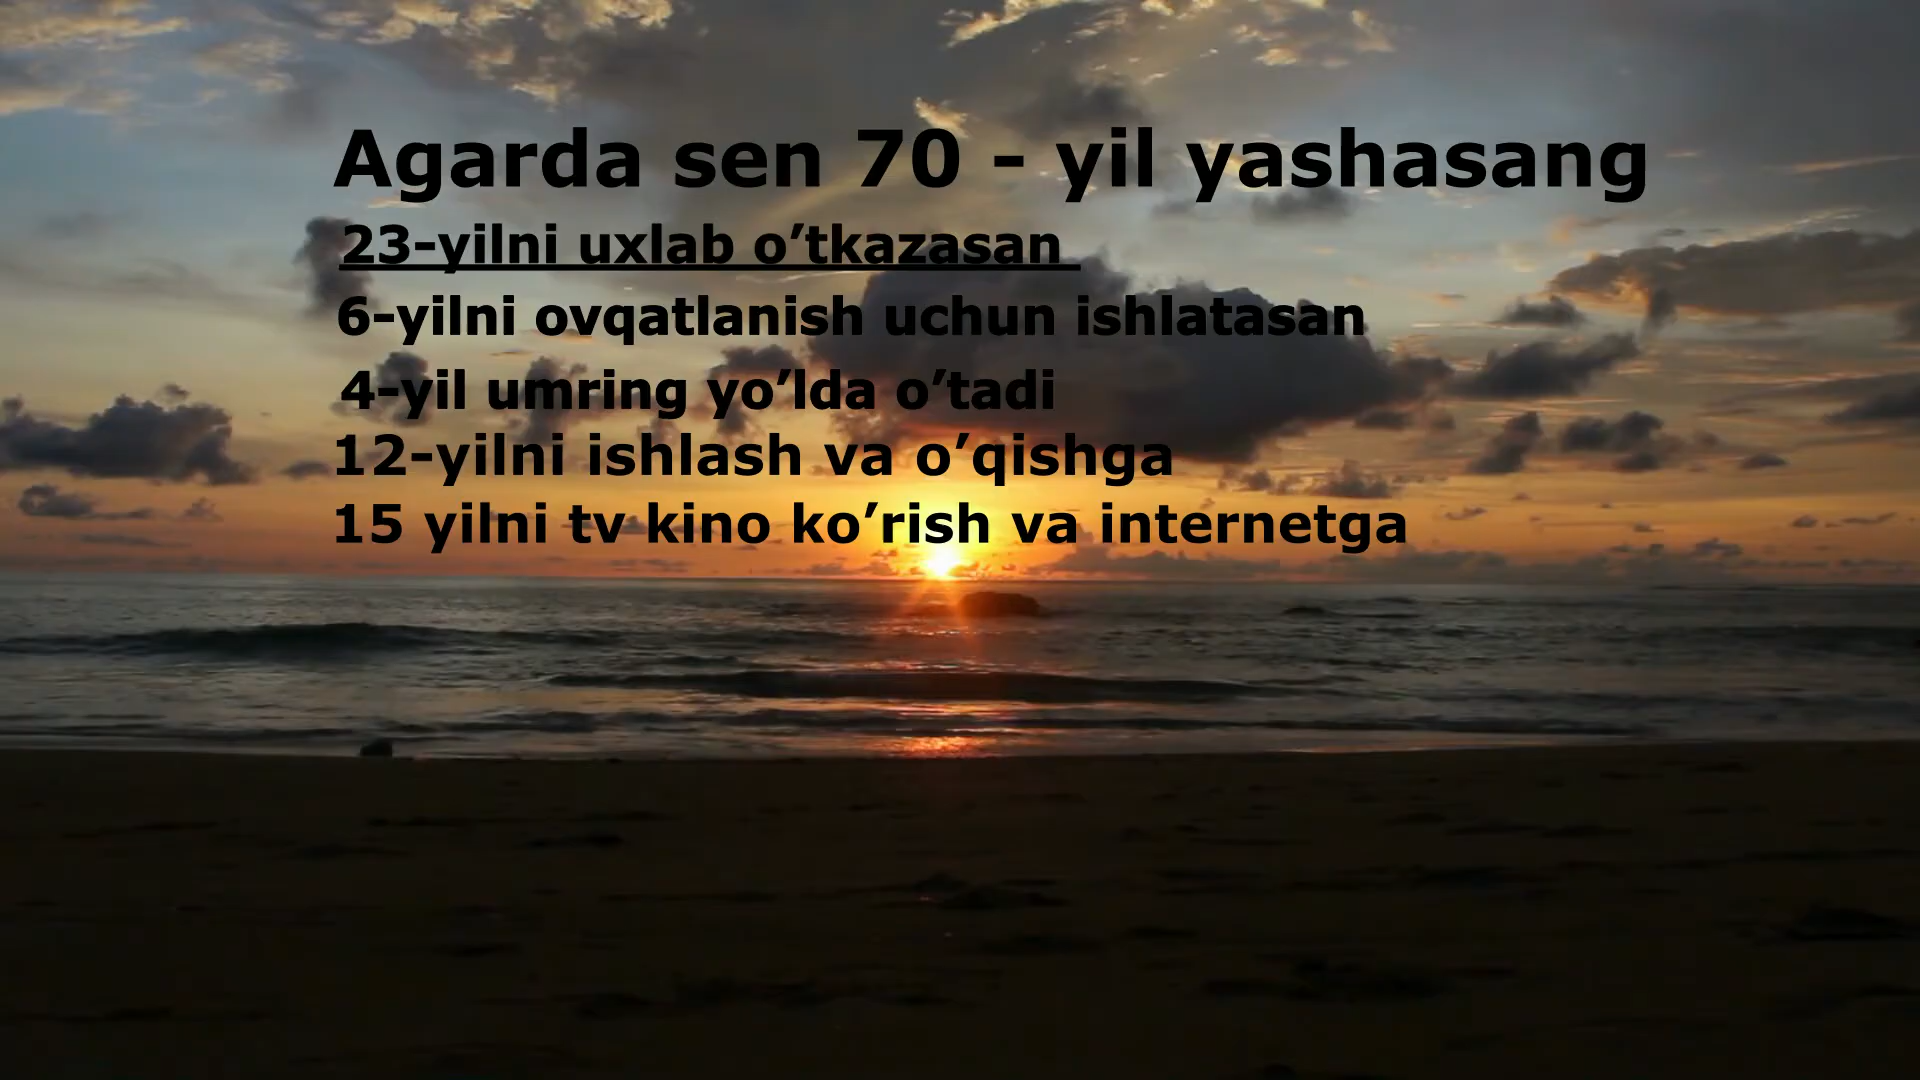 Agarda sen 70 - yil yashasang
23-yilni uxlab o’tkazasan
6-yilni ovqatlanish uchun ishlatasan
4-yil umring yo’lda o’tadi
12-yilni ishlash va o’qishga
15 yilni tv kino ko’rish va internetga